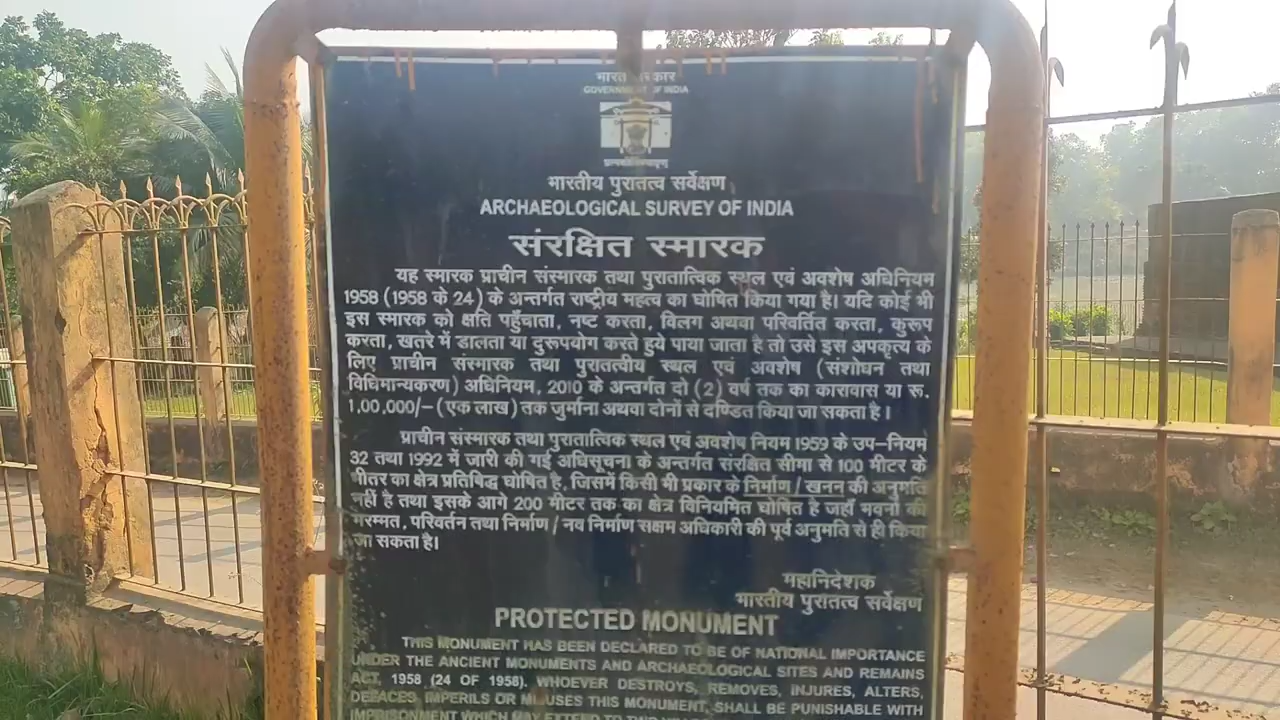 भारत सरकार
GOVERNMENT OF INDIA
भारतीय पुरातत्व सर्वेक्षण
ARCHAEOLOGICAL SURVEY OF INDIA
संरक्षित स्मारक
यह स्मारक प्राचीन संस्मारक तथा पुरातात्विक स्थल एवं अवशेष अधिनियम
1958 (1958 के 24) के अन्तर्गत राष्ट्रीय महत्व का घोषित किया गया है। यदि कोई भी
इस स्मारक को क्षति पहुँचाता, नष्ट करता, विलग अथवा परिवर्तित करता, कुरूप
करता, खतरे में डालता या दुरूपयोग करते हुये पाया जाता है तो उसे इस अपकृत्य के
लिए प्राचीन संस्मारक तथा पुरातत्वीय स्थल एवं अवशेष (संशोधन तथा
विधिमान्यकरण) अधिनियम, 2010 के अन्तर्गत दो (2) वर्ष तक का कारावास या रू.
1,00,000/- (एक लाख) तक जुर्माना अथवा दोनों से दण्डित किया जा सकता है।
प्राचीन संस्मारक तथा पुरातात्विक स्थल एवं अवशेष नियम 1959 के उप-नियम
32 तथा 1992 में जारी की गई अधिसूचना के अन्तर्गत संरक्षित सीमा से 100 मीटर के
भीतर का क्षेत्र प्रतिषिद्ध घोषित है, जिसमें किसी भी प्रकार के निर्माण/खनन की अनुमति
नहीं है तथा इसके आगे 200 मीटर तक का क्षेत्र विनियमित घोषित है जहाँ भवनों की
मरम्मत, परिवर्तन तथा निर्माण/नव निर्माण सक्षम अधिकारी की पूर्व अनुमति से ही किया
जा सकता है।
महानिदेशक
भारतीय पुरातत्व सर्वेक्षण
PROTECTED MONUMENT
THIS MONUMENT HAS BEEN DECLARED TO BE OF NATIONAL IMPORTANCE
UNDER THE ANCIENT MONUMENTS AND ARCHAEOLOGICAL SITES AND REMAINS
ACT, 1958 (24 OF 1958). WHOEVER DESTROYS, REMOVES, INJURES, ALTERS,
DEFACES, IMPERILS OR MISUSES THIS MONUMENT, SHALL BE PUNISHABLE WITH
IMPRISONMENT WHICH MAY EXTEND TO TWO